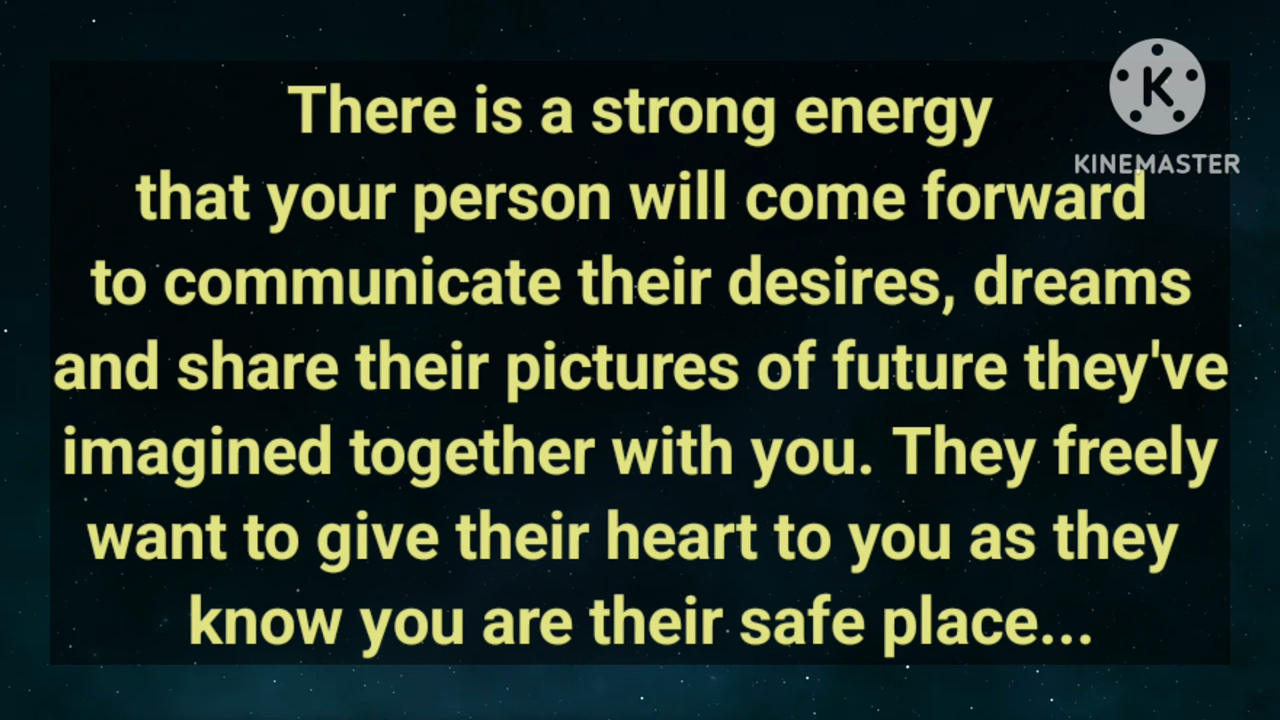 There is a strong energy
that your person will come forward
to communicate their desires, dreams
and share their pictures of future they've
imagined together with you. They freely
want to give their heart to you as they
know you are their safe place...
K
KINEMASTER